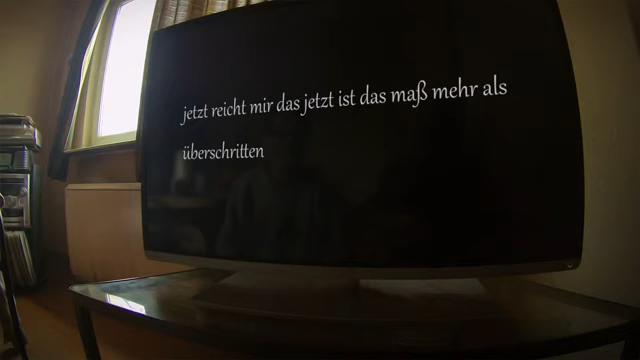 jetzt reicht mir das jetzt ist das maß mehr als
überschritten